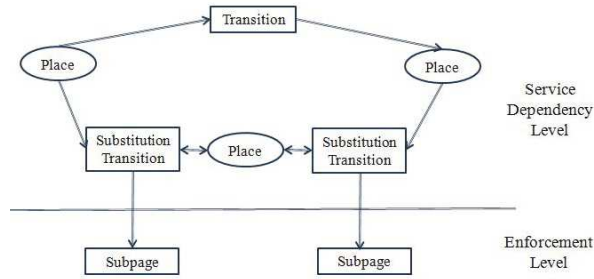 Transition
Place
Place
Service
Dependency
Level
Substitution
Transition
Place
Substitution
Transition
Subpage
Subpage
Enforcement
Level